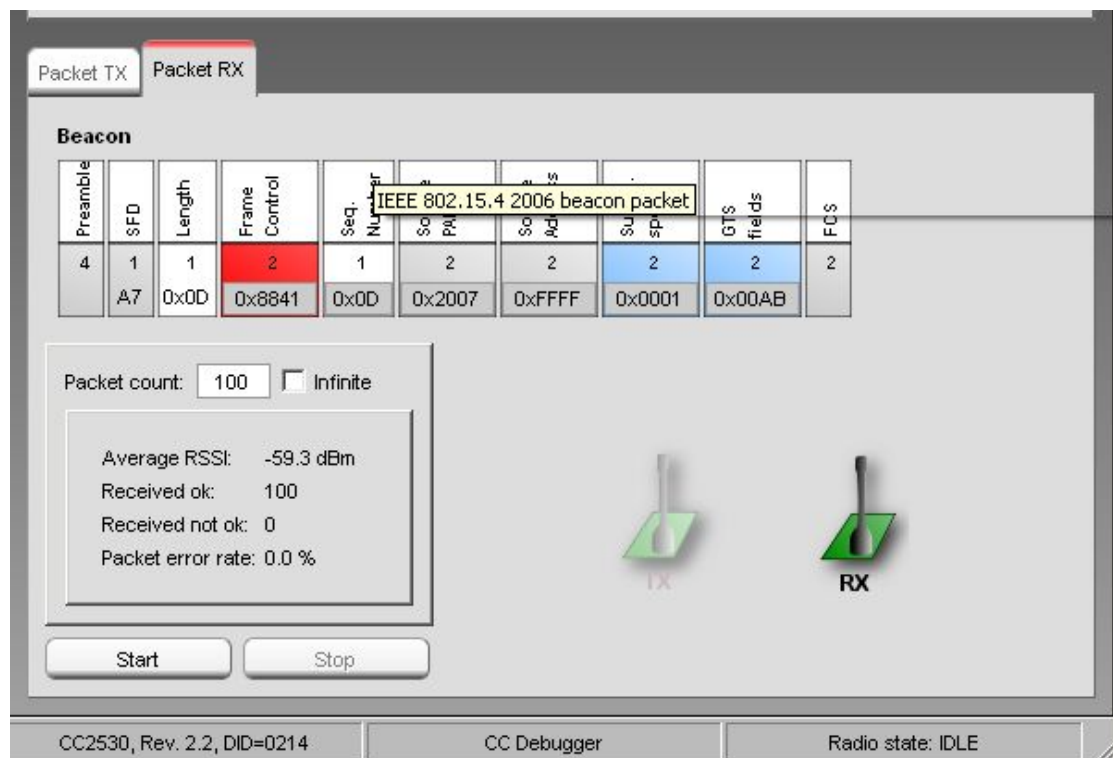 Packet TX
Packet RX
Beacon
Preamble
SFD
Length
Frame
Control
Seq.
GTS
fields
FCS
IEEE 802.15.4 2006 beacon packet
4 1 1 2 1 2 2 2 2 2
A7 0x0D 0x8841 0x0D 0x2007 0xFFFF 0x0001 0x00AB
Packet count: 100 Infinite
Average RSSI: -59.3 dBm
Received ok: 100
Received not ok: 0
Packet error rate: 0.0 %
TX
RX
Start
Stop
CC2530, Rev. 2.2, DID=0214
CC Debugger
Radio state: IDLE